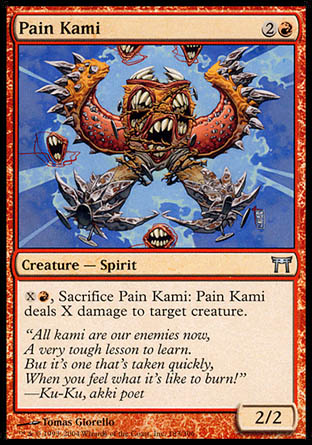 Pain Kami 2
Creature — Spirit
X, Sacrifice Pain Kami: Pain Kami
deals X damage to target creature.
"All kami are our enemies now,
A very tough lesson to learn.
But it's one that's taken quickly,
When you feel what it's like to burn!"
—Ku-Ku, akki poet
2/2
Tomas Giorello